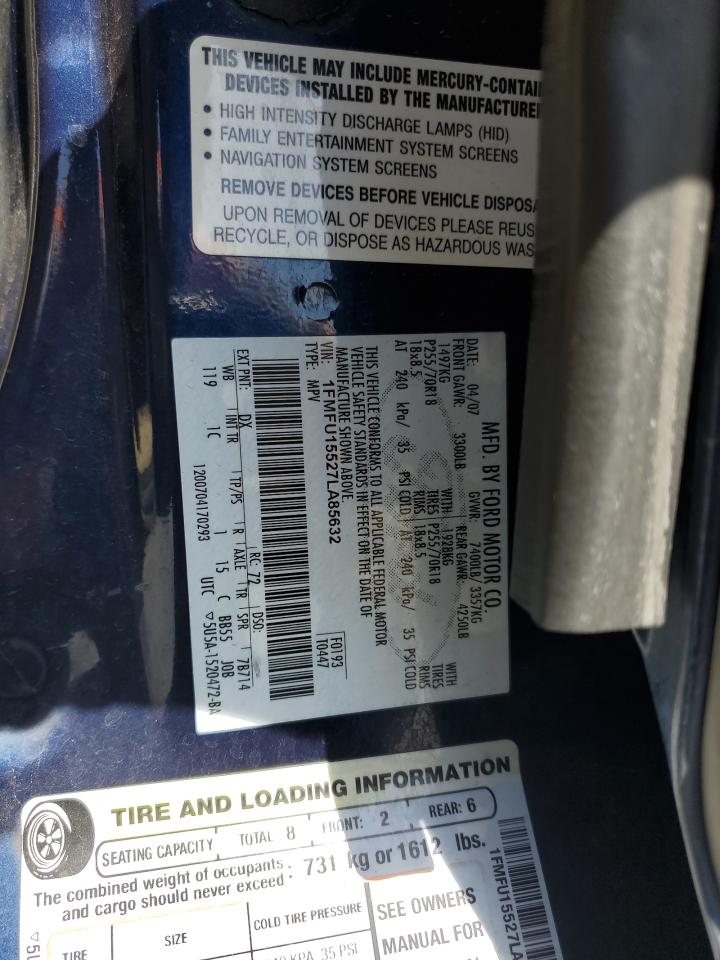 THIS VEHICLE MAY INCLUDE MERCURY-CONTAI
DEVICES INSTALLED BY THE MANUFACTURER
• HIGH INTENSITY DISCHARGE LAMPS (HID)
• FAMILY ENTERTAINMENT SYSTEM SCREENS
• NAVIGATION SYSTEM SCREENS
REMOVE DEVICES BEFORE VEHICLE DISPOSA
UPON REMOVAL OF DEVICES PLEASE REUS
RECYCLE, OR DISPOSE AS HAZARDOUS WAS
MFD. BY FORD MOTOR CO.
DATE: 04/07 GVWR: 7400LB/ 3357KG
FRONT GAWR: 3300LB REAR GAWR: 4250LB
1497KG WITH 1928KG WITH
P255/70R18 TIRES P255/70R18 TIRES
18x8.5 RIMS 18x8.5 RIMS
AT 240 kPa/ 35 PSI COLD AT 240 kPa/ 35 PSI COLD
THIS VEHICLE CONFORMS TO ALL APPLICABLE FEDERAL MOTOR
VEHICLE SAFETY STANDARDS IN EFFECT ON THE DATE OF
MANUFACTURE SHOWN ABOVE.
VIN: 1FMFU15527LA85632 F0193
TYPE: MPV T0447
EXT PNT: DX RC: 72 DSO:
WB INT TR TP/PS R AXLE TR SPR 7B714
119 1C 1 15 C BB55 JOB
1200704170293 UTC ▽5U5A-1520472-BA
TIRE AND LOADING INFORMATION
SEATING CAPACITY TOTAL 8 FRONT: 2 REAR: 6
The combined weight of occupants and cargo should never exceed 731 kg or 1612 lbs.
TIRE SIZE COLD TIRE PRESSURE
SEE OWNERS
MANUAL FOR
KPA, 35 PSI
1FMFU15527LA
▽5U